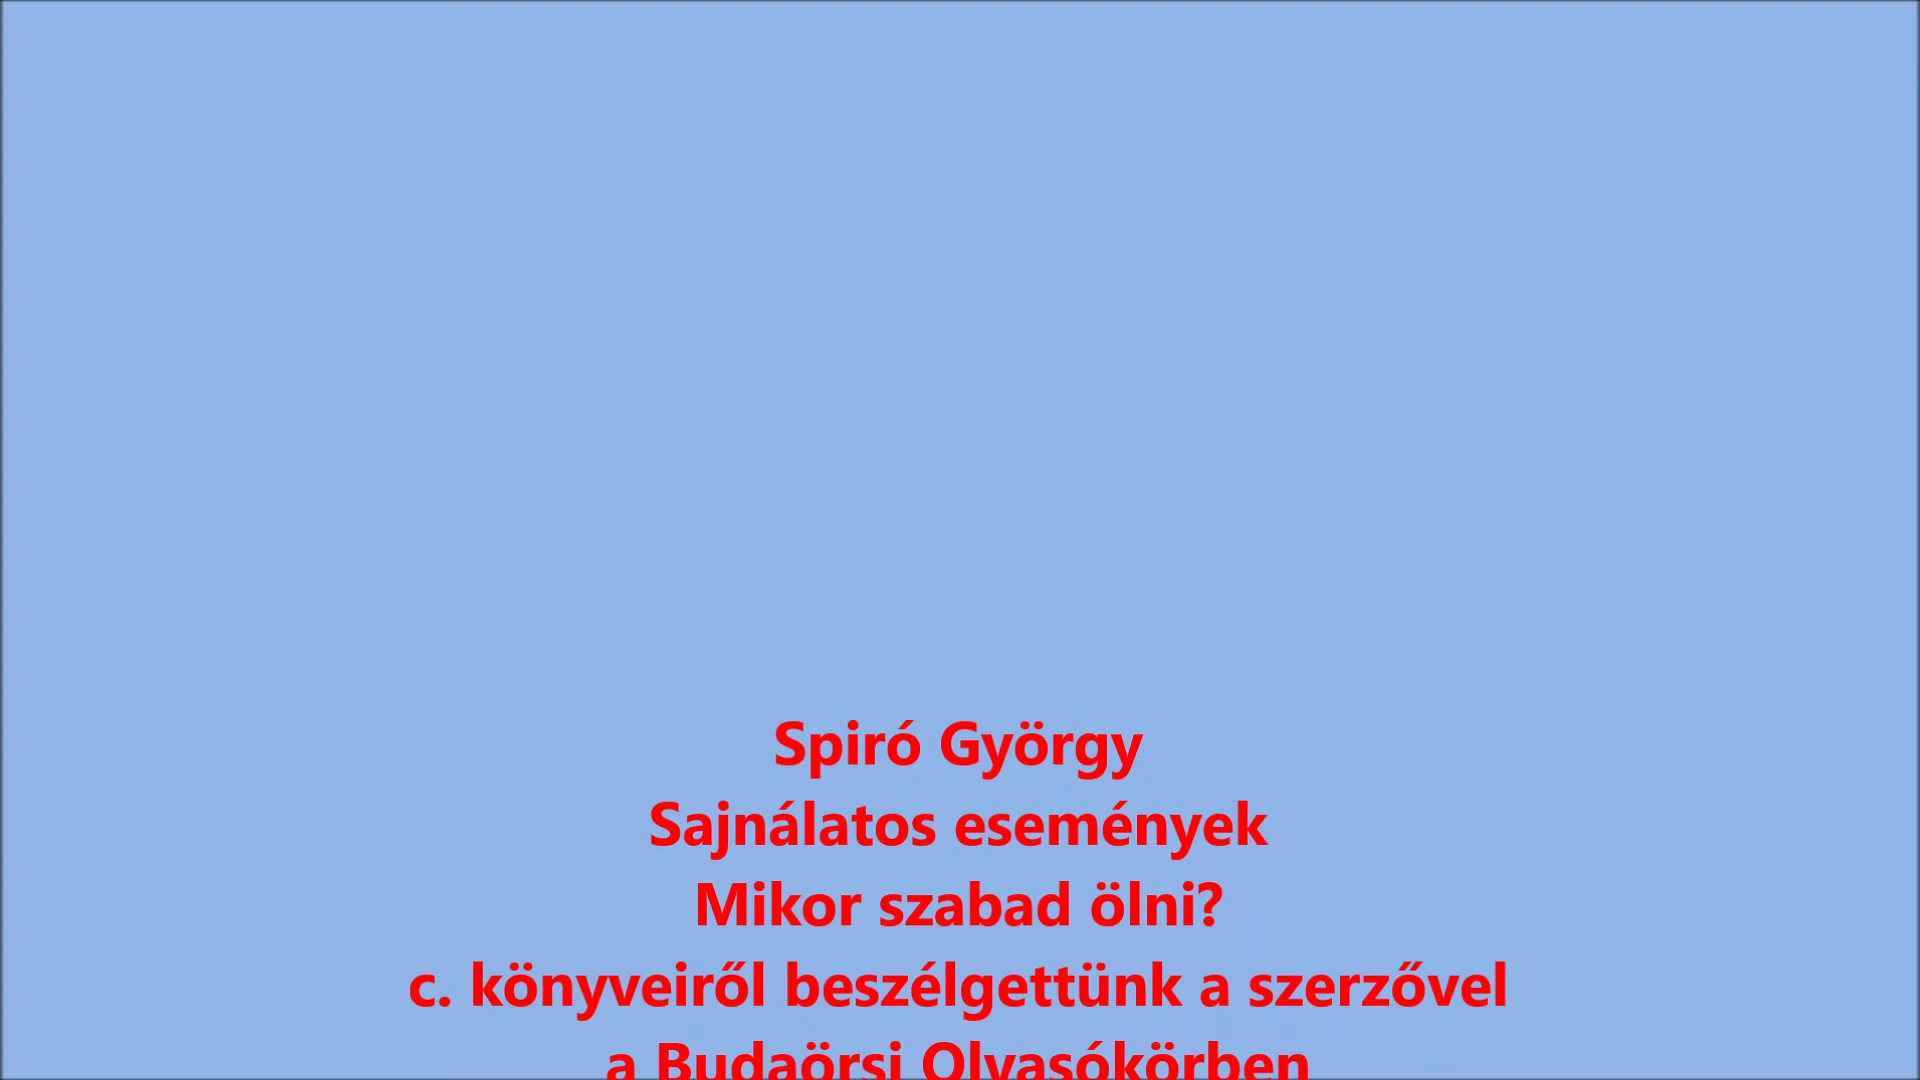 Spiró György
Sajnálatos események
Mikor szabad ölni?
c. könyveiről beszélgettünk a szerzővel
a Budaörsi Olvasókörben